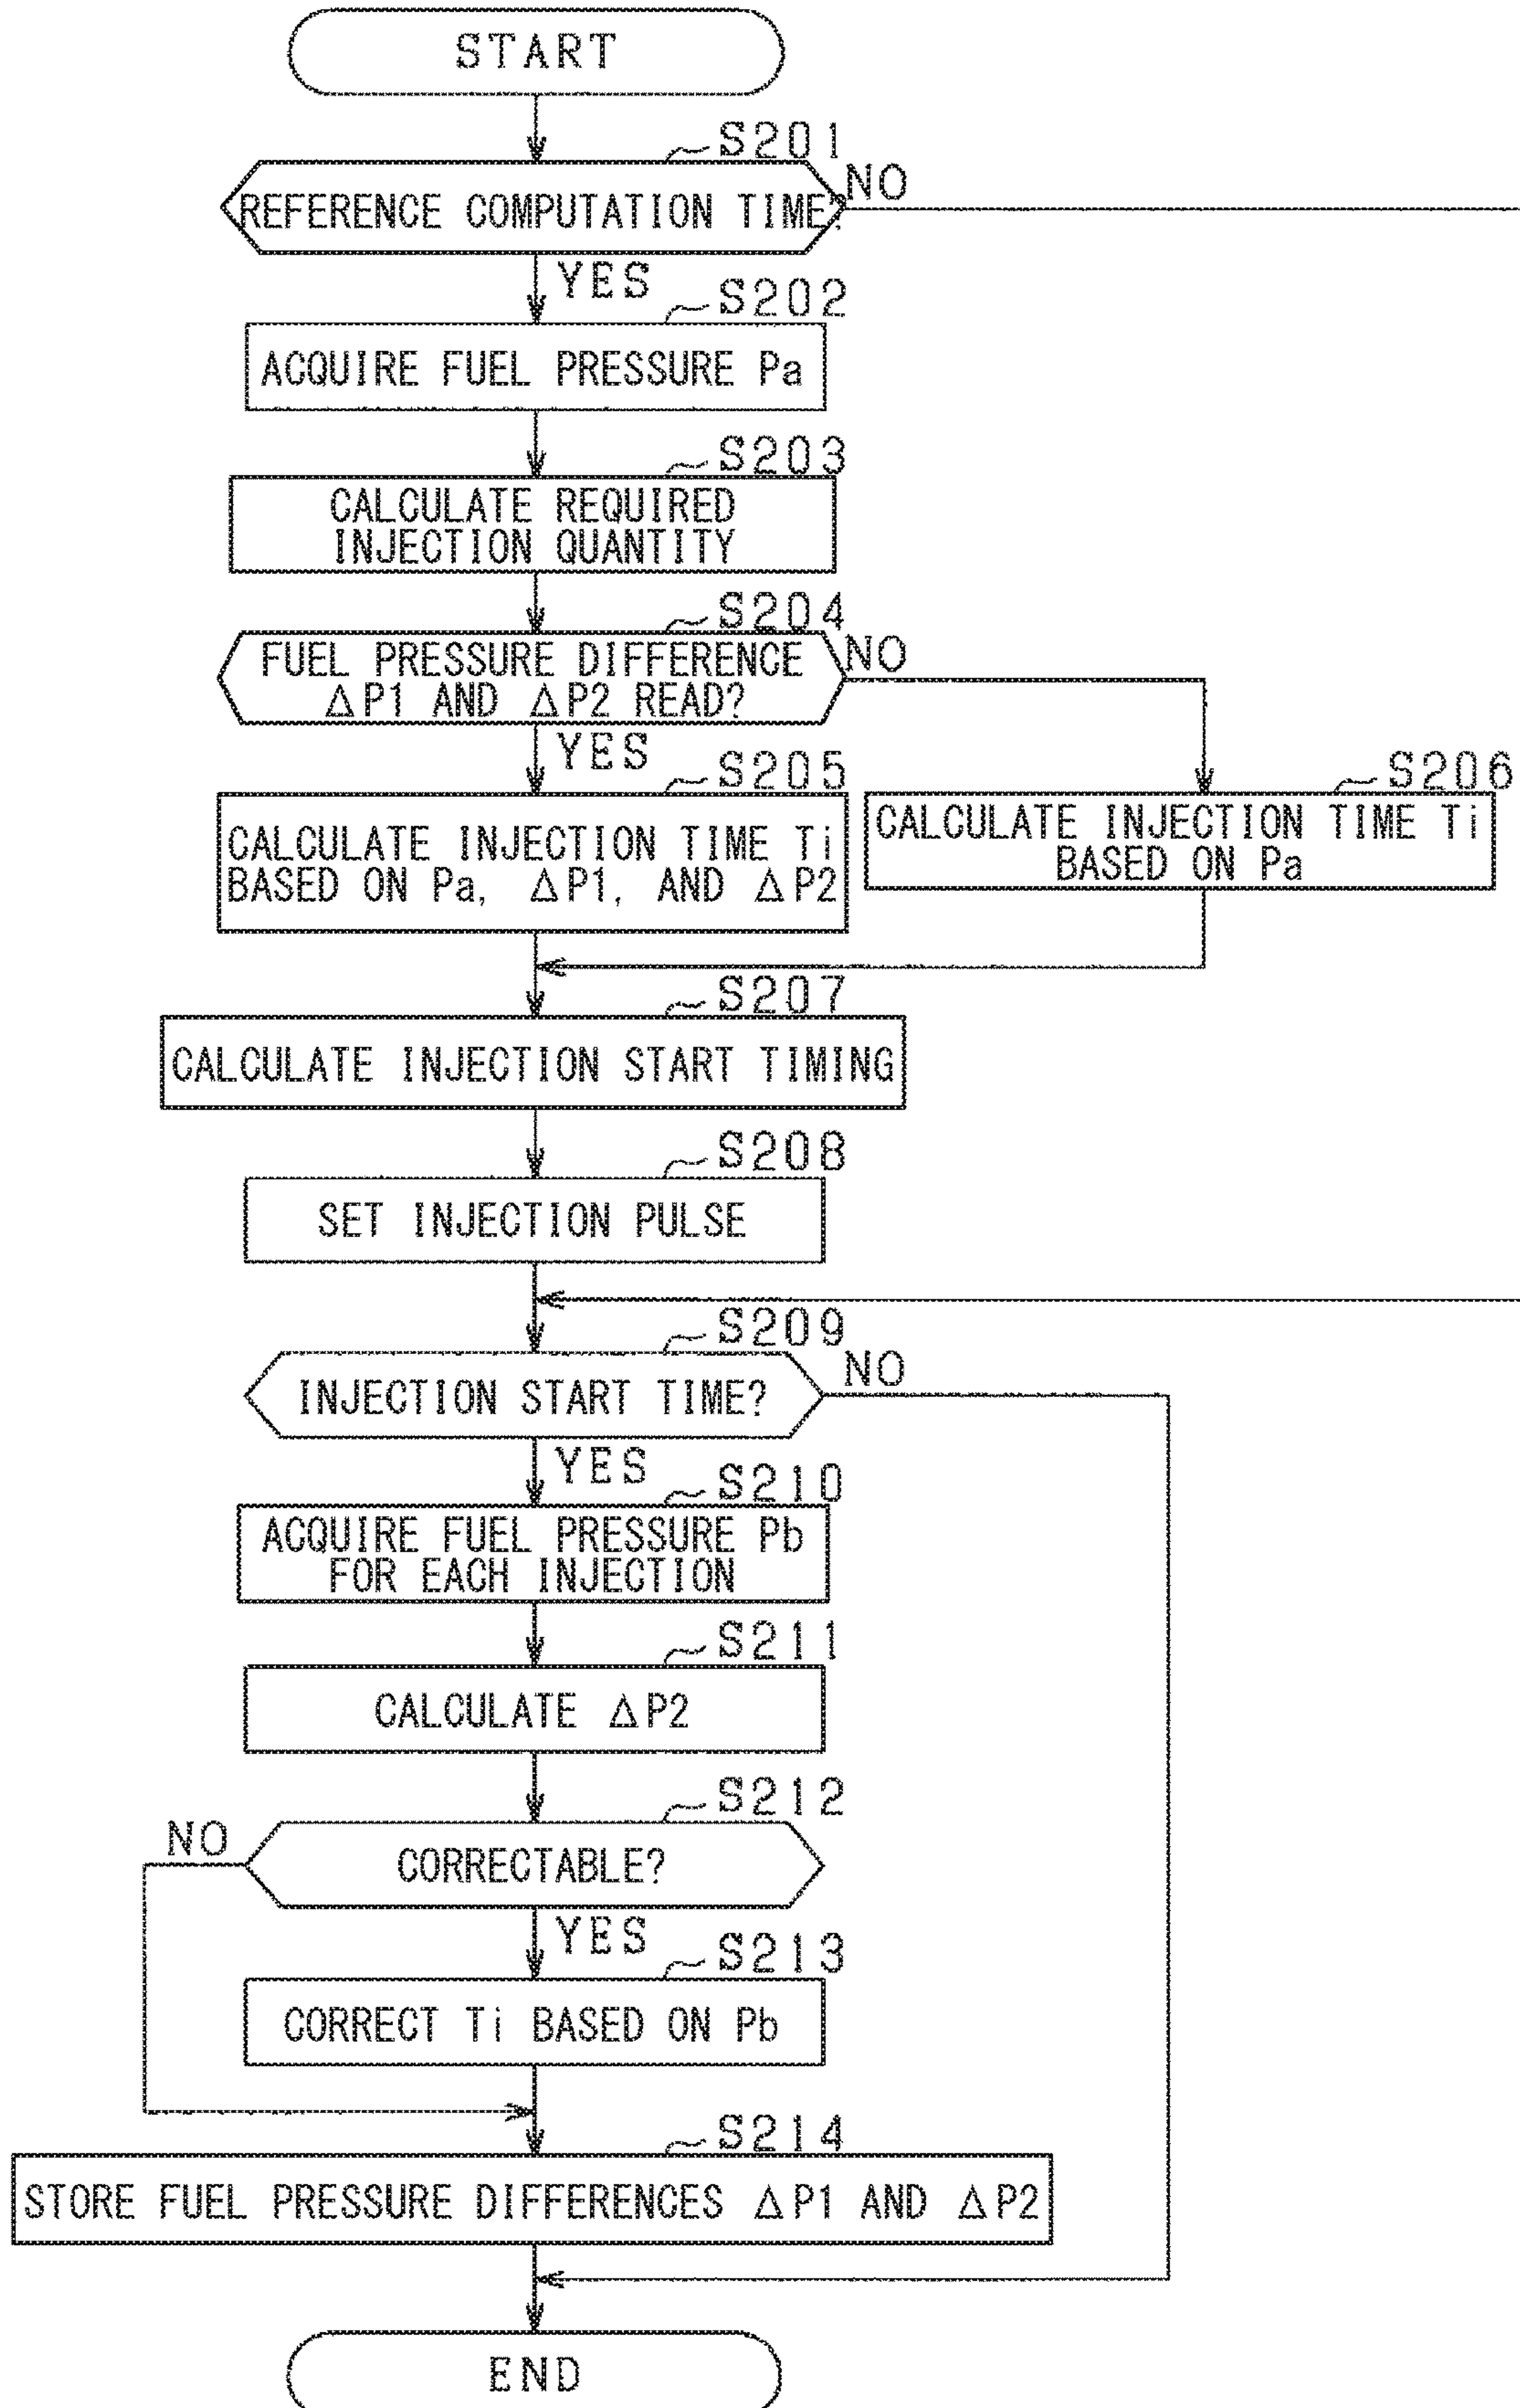 START
S201
REFERENCE COMPUTATION TIME?
NO
YES
S202
ACQUIRE FUEL PRESSURE Pa
S203
CALCULATE REQUIRED
INJECTION QUANTITY
S204
FUEL PRESSURE DIFFERENCE
ΔP1 AND ΔP2 READ?
NO
YES
S205
CALCULATE INJECTION TIME Ti
BASED ON Pa, ΔP1, AND ΔP2
S206
CALCULATE INJECTION TIME Ti
BASED ON Pa
S207
CALCULATE INJECTION START TIMING
S208
SET INJECTION PULSE
S209
INJECTION START TIME?
NO
YES
S210
ACQUIRE FUEL PRESSURE Pb
FOR EACH INJECTION
S211
CALCULATE ΔP2
S212
NO
CORRECTABLE?
YES
S213
CORRECT Ti BASED ON Pb
S214
STORE FUEL PRESSURE DIFFERENCES ΔP1 AND ΔP2
END